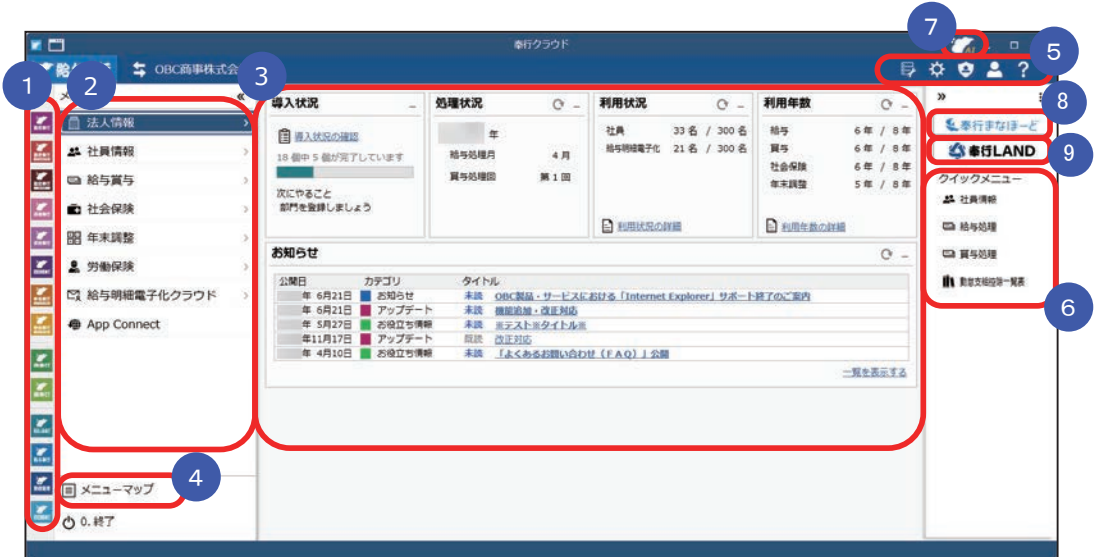 奉行クラウド
7
AI
5
OBC商事株式会
1
2
3
導入状況
処理状況
利用状況
利用年数
8
法人情報
社員情報
給与賞与
社会保険
年末調整
労働保険
給与明細電子化クラウド
App Connect
メニューマップ
4
0. 終了
導入状況の確認
18 個中 5 個が完了しています
次にやること
部門を登録しましょう
年
給与処理月 4 月
賞与処理回 第 1 回
社員 33 名 / 300 名
給与明細電子化 21 名 / 300 名
利用状況の詳細
給与 6 年 / 8 年
賞与 6 年 / 8 年
社会保険 6 年 / 8 年
年末調整 5 年 / 8 年
利用年数の詳細
お知らせ
公開日 カテゴリ タイトル
年 6月21日 お知らせ 未読 OBC製品・サービスにおける「Internet Explorer」サポート終了のご案内
年 6月21日 アップデート 未読 機能追加・改正対応
年 5月27日 お役立ち情報 未読 ※テスト※タイトル※
年11月17日 アップデート 既読 改正対応
年 4月10日 お役立ち情報 未読 「よくあるお問い合わせ(FAQ)」公開
一覧を表示する
奉行まなぼーど
奉行LAND
9
クイックメニュー
社員情報
給与処理
賞与処理
勤怠支給控除一覧表
6